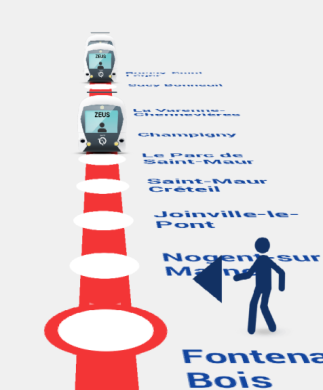 ZEUS
Sucy Bonneuil
La Varenne-
Chennevières
ZEUS
Champigny
Le Parc de
Saint-Maur
Saint-Maur
Créteil
Joinville-le-
Pont
Nogent-sur
Fontena
Bois